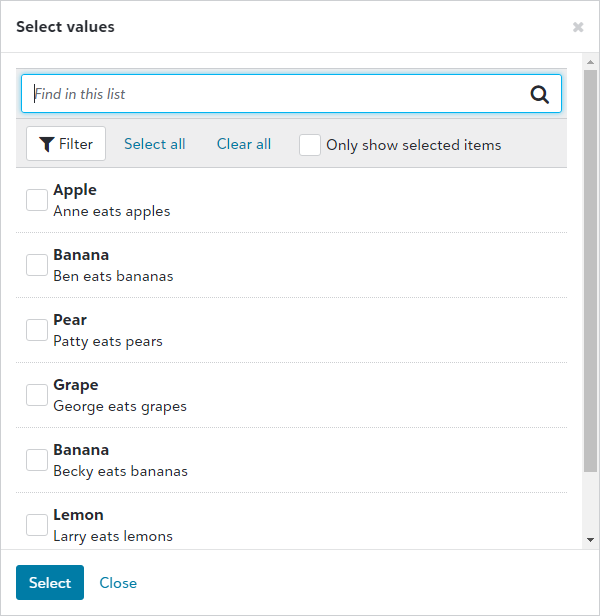 Select values
Find in this list
Filter Select all Clear all Only show selected items
Apple
Anne eats apples
Banana
Ben eats bananas
Pear
Patty eats pears
Grape
George eats grapes
Banana
Becky eats bananas
Lemon
Larry eats lemons
Select Close